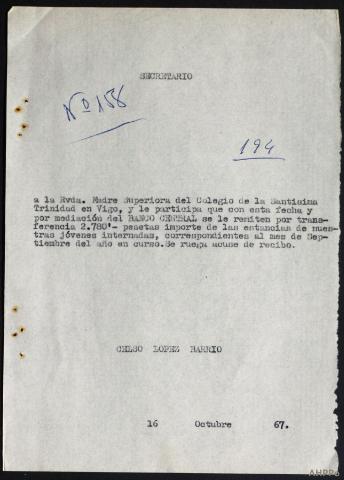 SECRETARIO
Nº 158
194
a la Rvda. Madre Superiora del Colegio de la Santisima
Trinidad en Vigo, y le participa que con esta fecha y
por mediación del BANCO CENTRAL se le remiten por trans-
ferencia 2.780'- pesetas importe de las estancias de nues-
tras jóvenes internadas, correspondientes al mes de Sep-
tiembre del año en curso.Se ruega acuse de recibo.
CELSO LOPEZ BARRIO
16 Octubre 67.